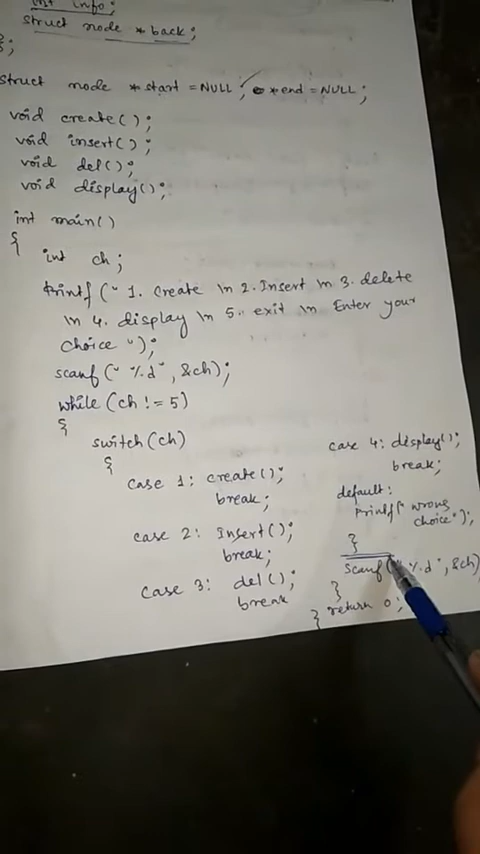 int info;
struct node * back;
};
struct node *start = NULL, *end = NULL;
void create();
void insert();
void del();
void display();
int main()
{
int ch;
printf (" 1. Create \n 2. Insert \n 3. delete
\n 4. display \n 5. exit \n Enter your
choice ");
scanf (" %d", &ch);
while (ch != 5)
{
switch (ch)
{
case 1: create();
break;
case 2: Insert();
break;
case 3: del();
break
case 4: display();
break;
default:
printf(" wrong
choice");
}
scanf(" %d", &ch)
}
return 0;
}